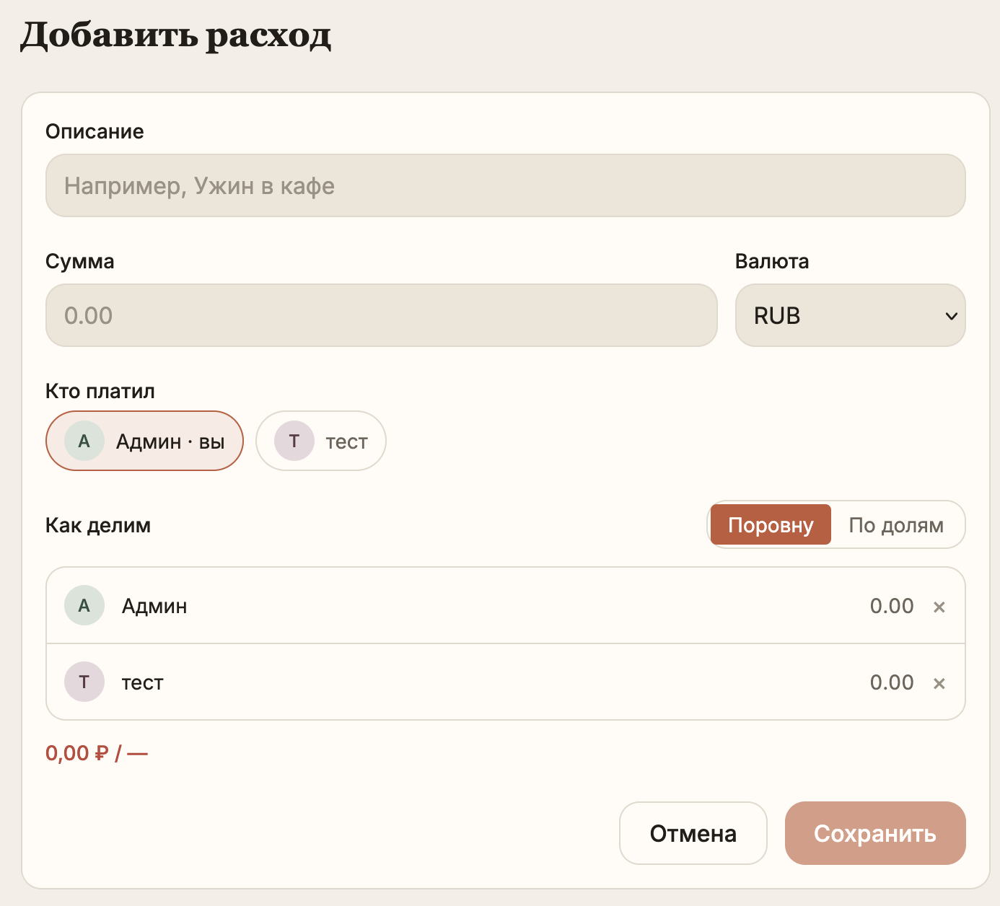 Добавить расход
Описание
Например, Ужин в кафе
Сумма
Валюта
0.00
RUB
Кто платил
А Админ · вы
Т тест
Как делим
Поровну
По долям
А Админ 0.00 ×
Т тест 0.00 ×
0,00 ₽ / —
Отмена
Сохранить